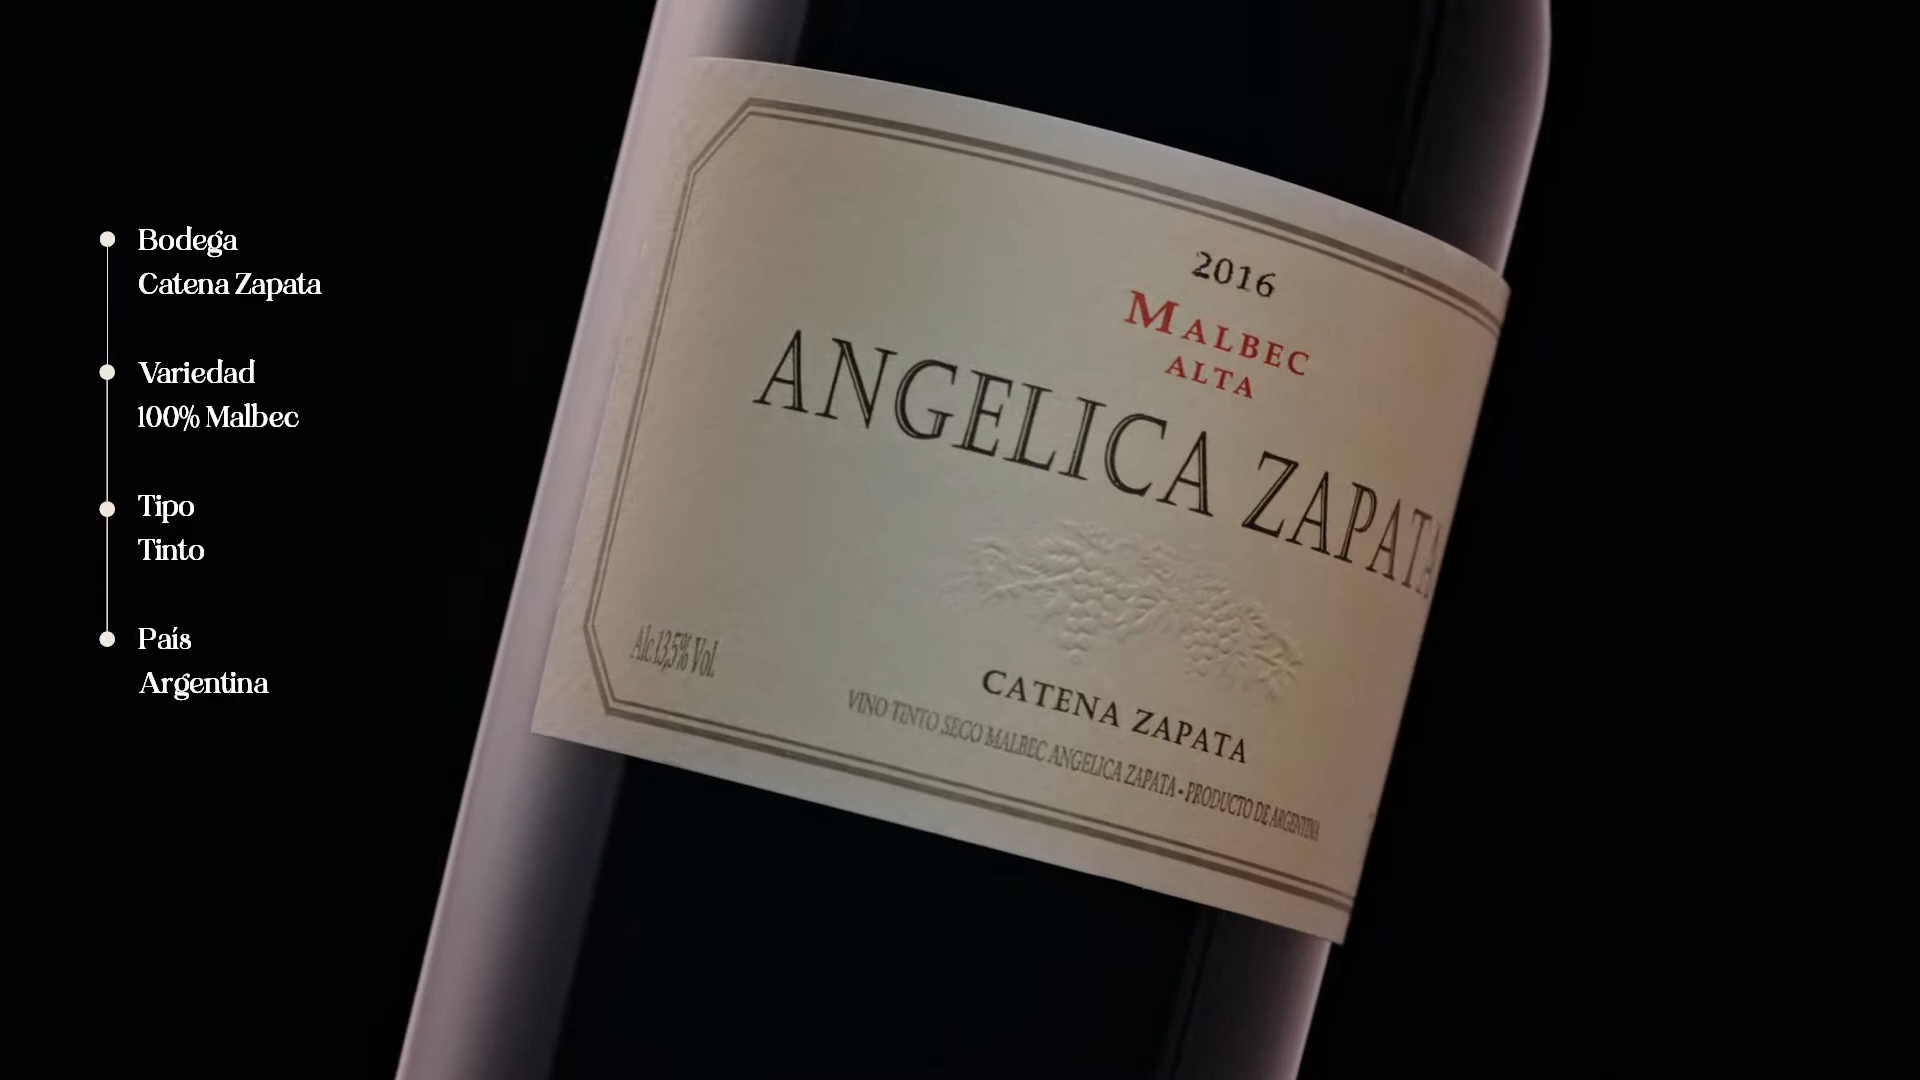 Bodega
Catena Zapata
Variedad
100% Malbec
Tipo
Tinto
País
Argentina
2016
MALBEC
ALTA
ANGELICA ZAPATA
Alc.13,5% Vol.
CATENA ZAPATA
VINO TINTO SECO MALBEC ANGELICA ZAPATA - PRODUCTO DE ARGENTINA